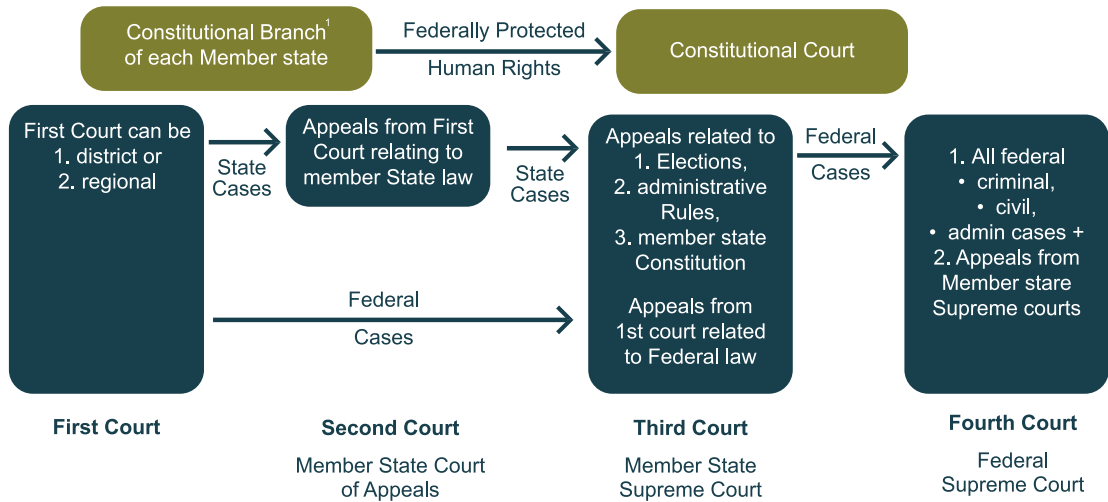 Constitutional Branch1
of each Member state
Federally Protected
Human Rights
Constitutional Court
First Court can be
1. district or
2. regional
State
Cases
Appeals from First
Court relating to
member State law
State
Cases
Appeals related to
1. Elections,
2. administrative
Rules,
3. member state
Constitution
Appeals from
1st court related
to Federal law
Federal
Cases
1. All federal
• criminal,
• civil,
• admin cases +
2. Appeals from
Member stare
Supreme courts
Federal
Cases
First Court
Second Court
Member State Court
of Appeals
Third Court
Member State
Supreme Court
Fourth Court
Federal
Supreme Court